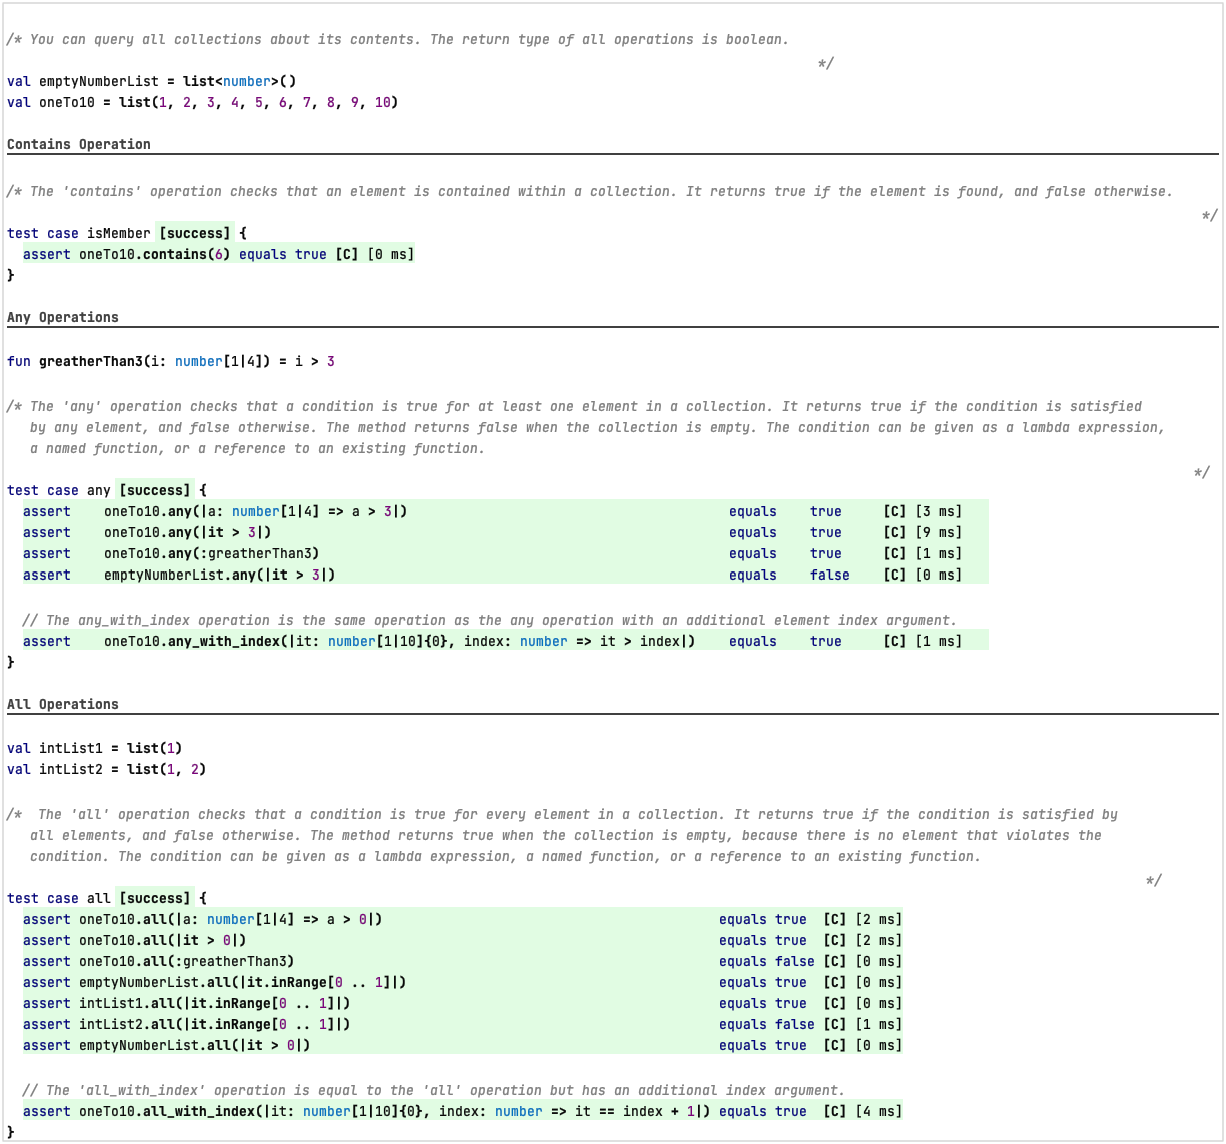 /* You can query all collections about its contents. The return type of all operations is boolean.
*/
val emptyNumberList = list<number>()
val oneTo10 = list(1, 2, 3, 4, 5, 6, 7, 8, 9, 10)
Contains Operation
/* The 'contains' operation checks that an element is contained within a collection. It returns true if the element is found, and false otherwise.
*/
test case isMember [success] {
assert oneTo10.contains(6) equals true [C] [0 ms]
}
Any Operations
fun greatherThan3(i: number[1|4]) = i > 3
/* The 'any' operation checks that a condition is true for at least one element in a collection. It returns true if the condition is satisfied
by any element, and false otherwise. The method returns false when the collection is empty. The condition can be given as a lambda expression,
a named function, or a reference to an existing function.
*/
test case any [success] {
assert oneTo10.any(|a: number[1|4] => a > 3|) equals true [C] [3 ms]
assert oneTo10.any(|it > 3|) equals true [C] [9 ms]
assert oneTo10.any(:greatherThan3) equals true [C] [1 ms]
assert emptyNumberList.any(|it > 3|) equals false [C] [0 ms]
// The any_with_index operation is the same operation as the any operation with an additional element index argument.
assert oneTo10.any_with_index(|it: number[1|10]{0}, index: number => it > index|) equals true [C] [1 ms]
}
All Operations
val intList1 = list(1)
val intList2 = list(1, 2)
/* The 'all' operation checks that a condition is true for every element in a collection. It returns true if the condition is satisfied by
all elements, and false otherwise. The method returns true when the collection is empty, because there is no element that violates the
condition. The condition can be given as a lambda expression, a named function, or a reference to an existing function.
*/
test case all [success] {
assert oneTo10.all(|a: number[1|4] => a > 0|) equals true [C] [2 ms]
assert oneTo10.all(|it > 0|) equals true [C] [2 ms]
assert oneTo10.all(:greatherThan3) equals false [C] [0 ms]
assert emptyNumberList.all(|it.inRange[0 .. 1]|) equals true [C] [0 ms]
assert intList1.all(|it.inRange[0 .. 1]|) equals true [C] [0 ms]
assert intList2.all(|it.inRange[0 .. 1]|) equals false [C] [1 ms]
assert emptyNumberList.all(|it > 0|) equals true [C] [0 ms]
// The 'all_with_index' operation is equal to the 'all' operation but has an additional index argument.
assert oneTo10.all_with_index(|it: number[1|10]{0}, index: number => it == index + 1|) equals true [C] [4 ms]
}